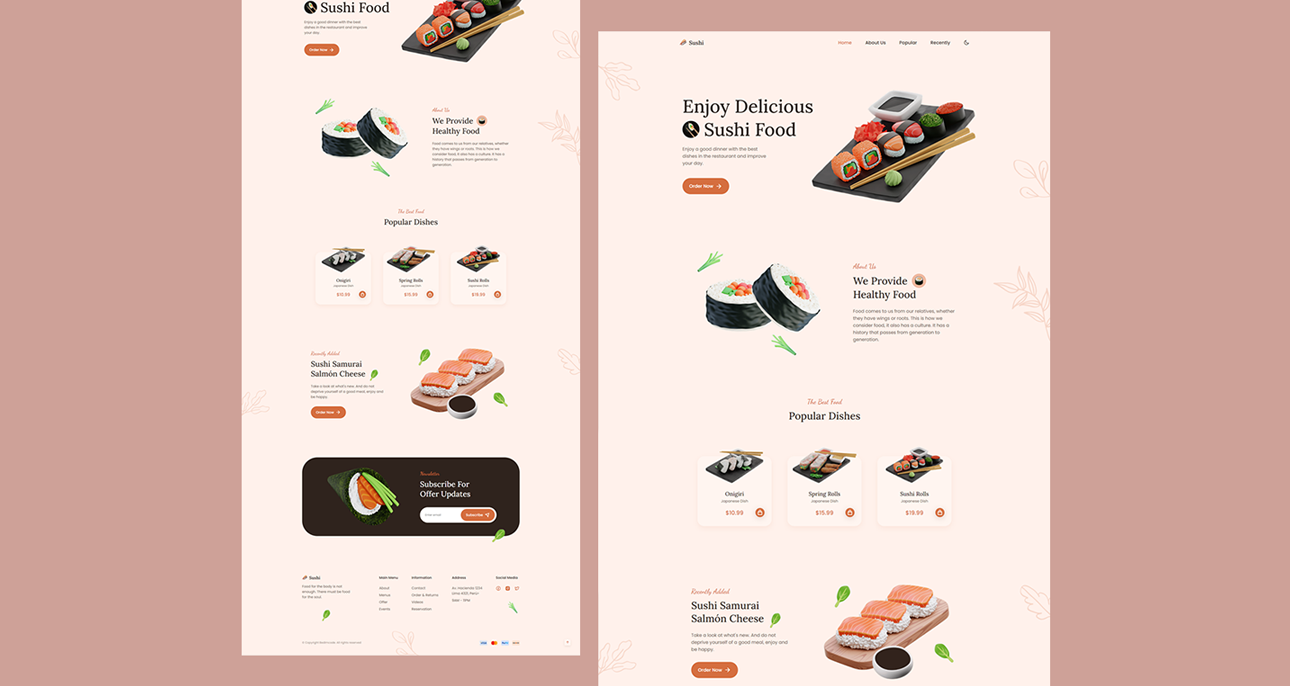 Sushi Food
Enjoy a good dinner with the best
dishes in the restaurant and improve
your day.
Order Now
About Us
We Provide
Healthy Food
Food comes to us from our relatives, whether
they have wings or roots. This is how we
consider food, it also has a culture. It has a
history that passes from generation to
generation.
The Best Food
Popular Dishes
Onigiri
Japanese Dish
$10.99
Spring Rolls
Japanese Dish
$15.99
Sushi Rolls
Japanese Dish
$19.99
Recently Added
Sushi Samurai
Salmón Cheese
Take a look at what's new. And do not
deprive yourself of a good meal, enjoy and
be happy.
Order Now
Newsletter
Subscribe For
Offer Updates
Enter email
Subscribe
Sushi
Food for the body is not
enough. There must be food
for the soul.
Main Menu
About
Menus
Offer
Events
Information
Contact
Order & Returns
Videos
Reservation
Address
Av. Hacienda 1234
Lima 4321, Perú
Social Media
Sushi
Home
About Us
Popular
Recently
Enjoy Delicious
Sushi Food
Enjoy a good dinner with the best
dishes in the restaurant and improve
your day.
Order Now
About Us
We Provide
Healthy Food
Food comes to us from our relatives, whether
they have wings or roots. This is how we
consider food, it also has a culture. It has a
history that passes from generation to
generation.
The Best Food
Popular Dishes
Onigiri
Japanese Dish
$10.99
Spring Rolls
Japanese Dish
$15.99
Sushi Rolls
Japanese Dish
$19.99
Recently Added
Sushi Samurai
Salmón Cheese
Take a look at what's new. And do not
deprive yourself of a good meal, enjoy and
be happy.
Order Now